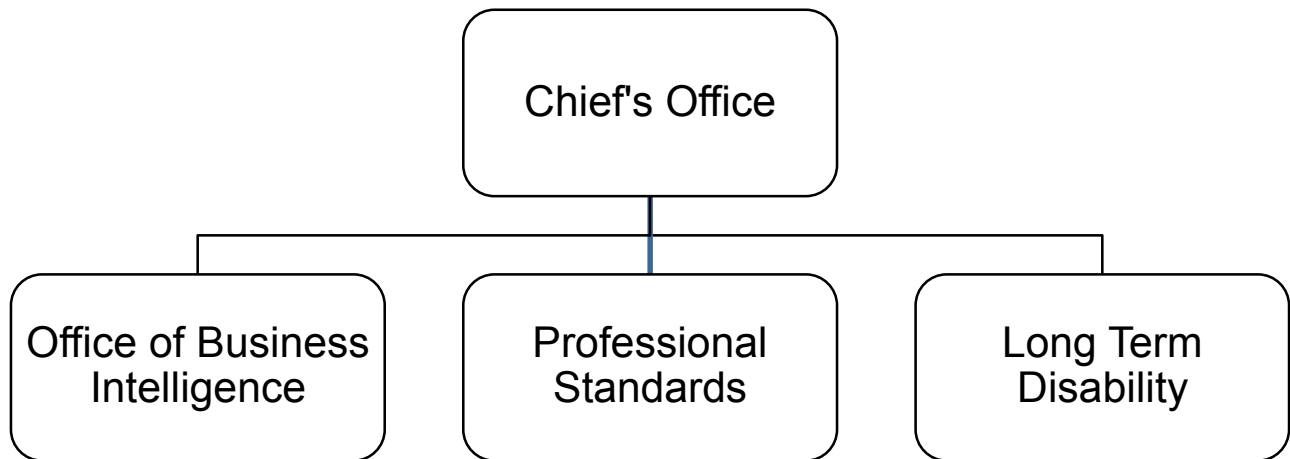 Chief's Office
Office of Business
Intelligence
Professional
Standards
Long Term
Disability